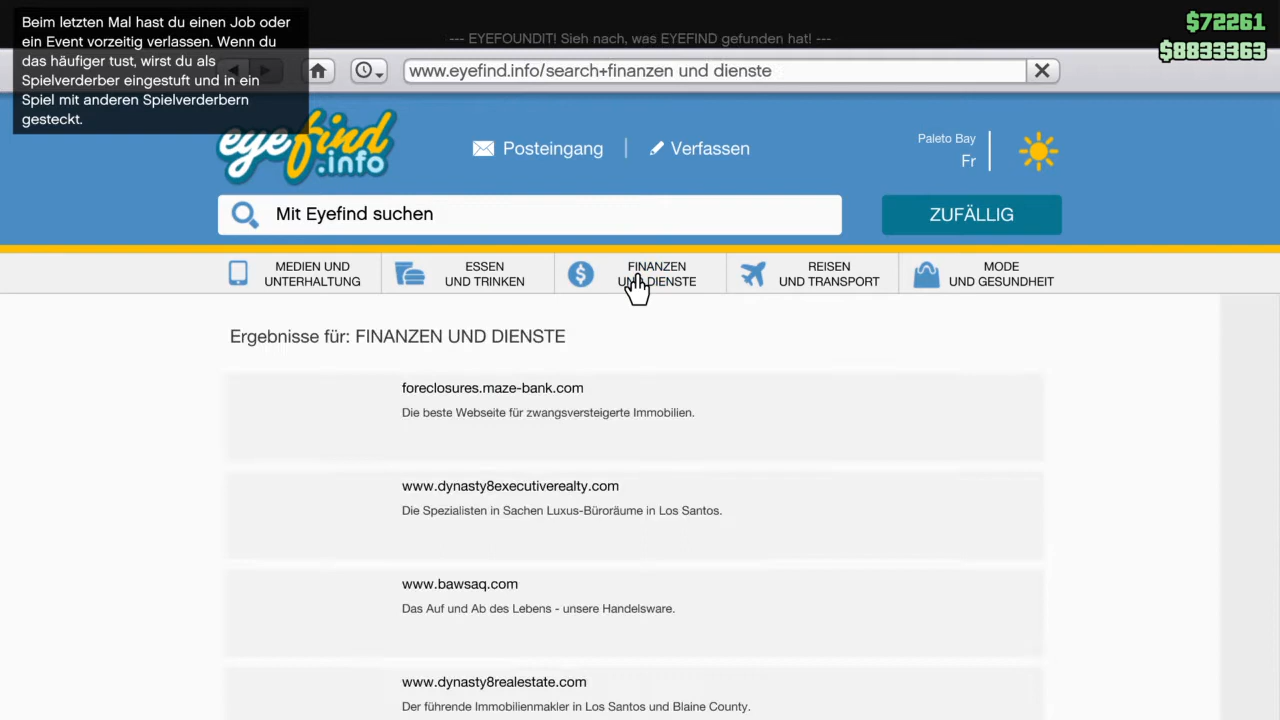 Beim letzten Mal hast du einen Job oder
ein Event vorzeitig verlassen. Wenn du
das häufiger tust, wirst du als
Spielverderber eingestuft und in ein
Spiel mit anderen Spielverderbern
gesteckt.
$72261
$8833363
--- EYEFOUNDIT! Sieh nach, was EYEFIND gefunden hat! ---
www.eyefind.info/search+finanzen und dienste
eyefind
.info
Posteingang
Verfassen
Paleto Bay
Fr
Mit Eyefind suchen
ZUFÄLLIG
MEDIEN UND
UNTERHALTUNG
ESSEN
UND TRINKEN
FINANZEN
UND DIENSTE
REISEN
UND TRANSPORT
MODE
UND GESUNDHEIT
Ergebnisse für: FINANZEN UND DIENSTE
foreclosures.maze-bank.com
Die beste Webseite für zwangsversteigerte Immobilien.
www.dynasty8executiverealty.com
Die Spezialisten in Sachen Luxus-Büroräume in Los Santos.
www.bawsaq.com
Das Auf und Ab des Lebens - unsere Handelsware.
www.dynasty8realestate.com
Der führende Immobilienmakler in Los Santos und Blaine County.